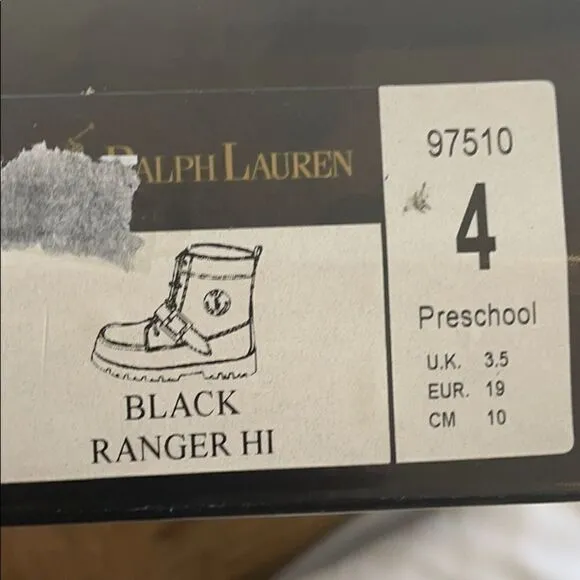 RALPH LAUREN
BLACK
RANGER HI
97510
4
Preschool
U.K. 3.5
EUR. 19
CM 10